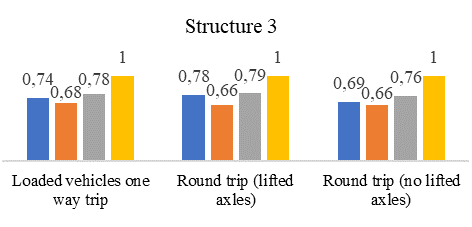 Structure 3
0,74 0,68 0,78 1
0,78 0,66 0,79 1
0,69 0,66 0,76 1
Loaded vehicles one
way trip
Round trip (lifted
axles)
Round trip (no lifted
axles)